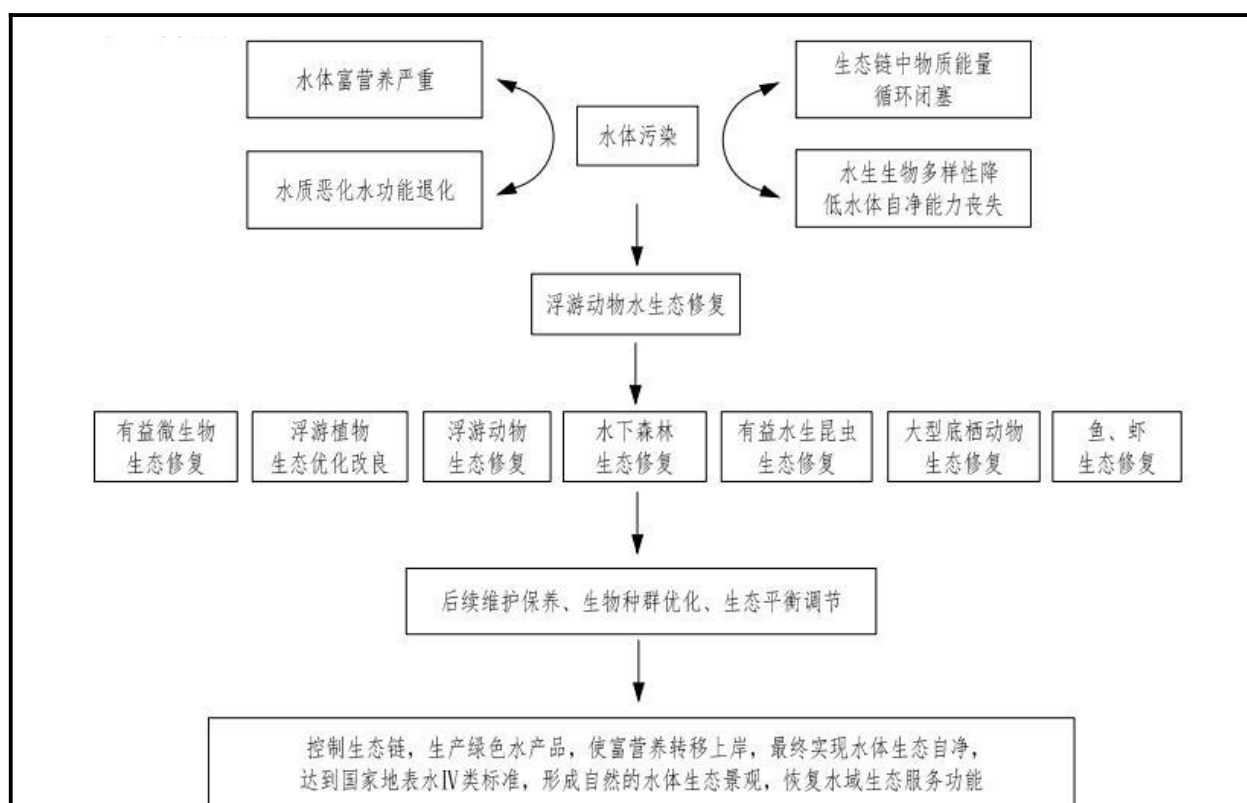 水体富营养严重
生态链中物质能量
循环闭塞
水体污染
水质恶化水功能退化
水生生物多样性降
低水体自净能力丧失
浮游动物水生态修复
有益微生物
生态修复
浮游植物
生态优化改良
浮游动物
生态修复
水下森林
生态修复
有益水生昆虫
生态修复
大型底栖动物
生态修复
鱼、虾
生态修复
后续维护保养、生物种群优化、生态平衡调节
控制生态链，生产绿色水产品，使富营养转移上岸，最终实现水体生态自净，
达到国家地表水Ⅳ类标准，形成自然的水体生态景观，恢复水域生态服务功能